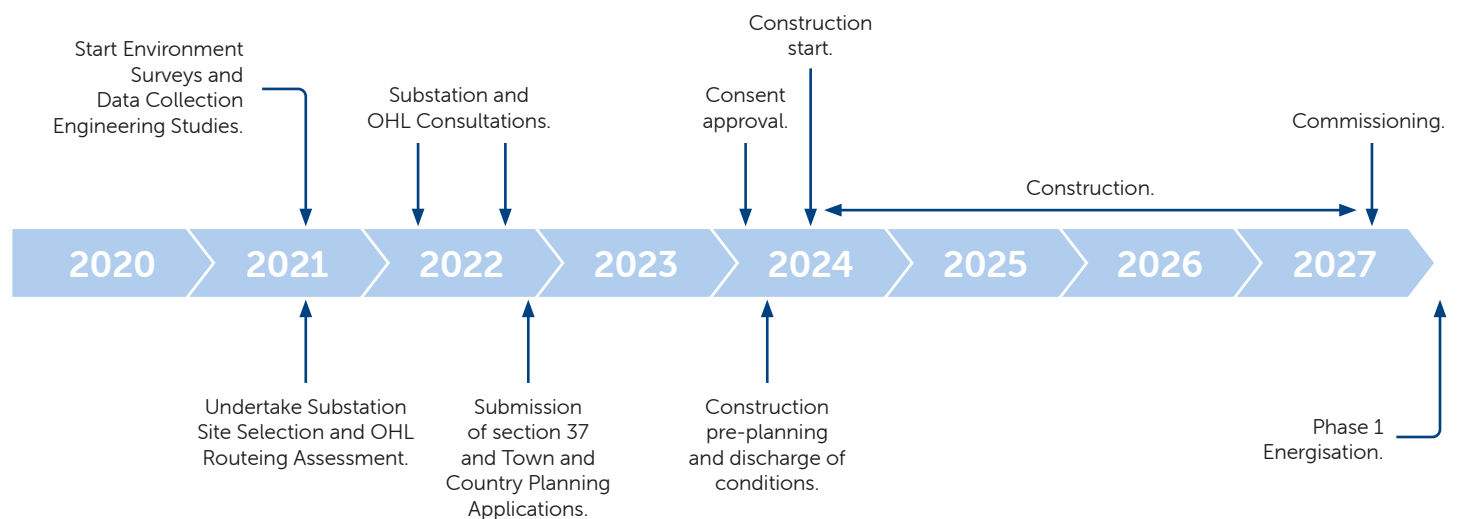 Start Environment
Surveys and
Data Collection
Engineering Studies.
Substation and
OHL Consultations.
Consent
approval.
Construction
start.
Construction.
Commissioning.
2020
2021
2022
2023
2024
2025
2026
2027
Undertake Substation
Site Selection and OHL
Routeing Assessment.
Submission
of section 37
and Town and
Country Planning
Applications.
Construction
pre-planning
and discharge of
conditions.
Phase 1
Energisation.